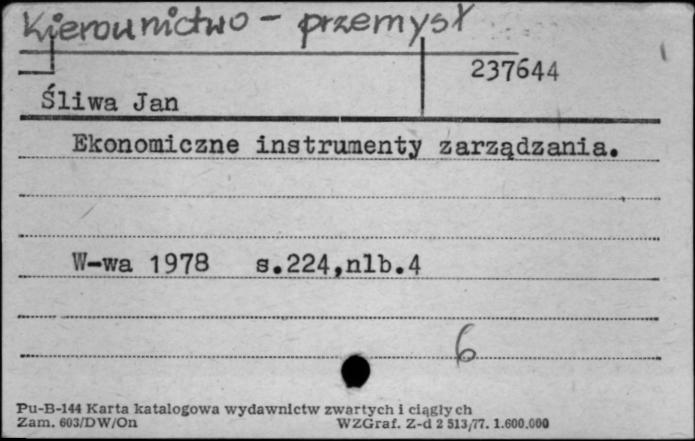 Kierownictwo - przemysł
237644
Śliwa Jan
Ekonomiczne instrumenty zarządzania.
W-wa 1978 s.224,nlb.4
6
Pu-B-144 Karta katalogowa wydawnictw zwartych i ciągłych
Zam. 603/DW/On WZGraf. Z-d 2 513/77. 1.600.000